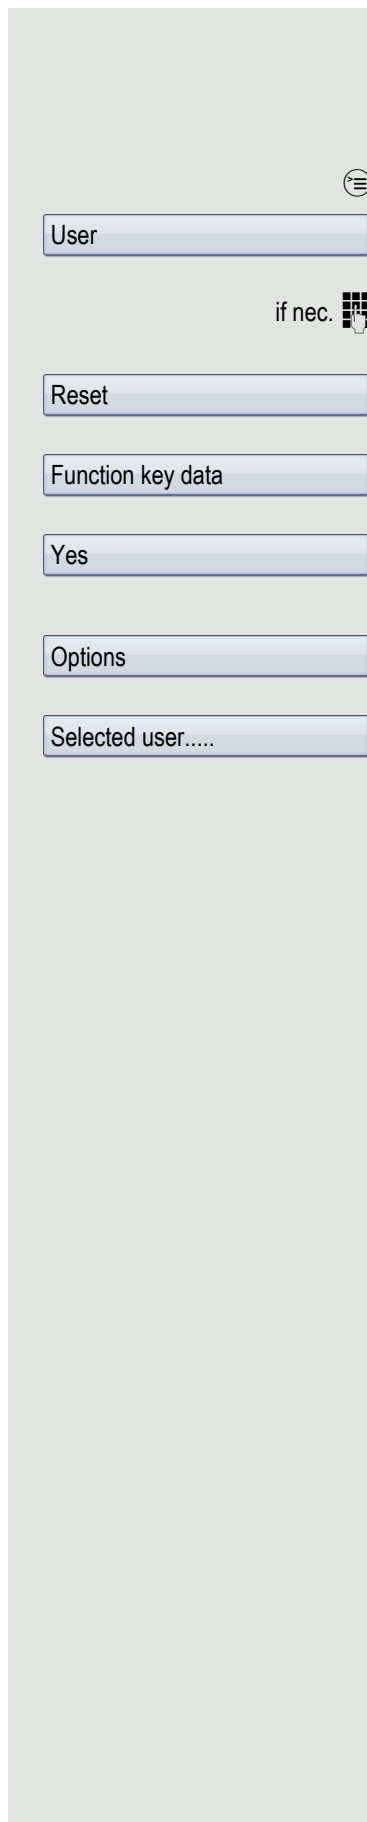 User
if nec.
Reset
Function key data
Yes
Options
Selected user.....